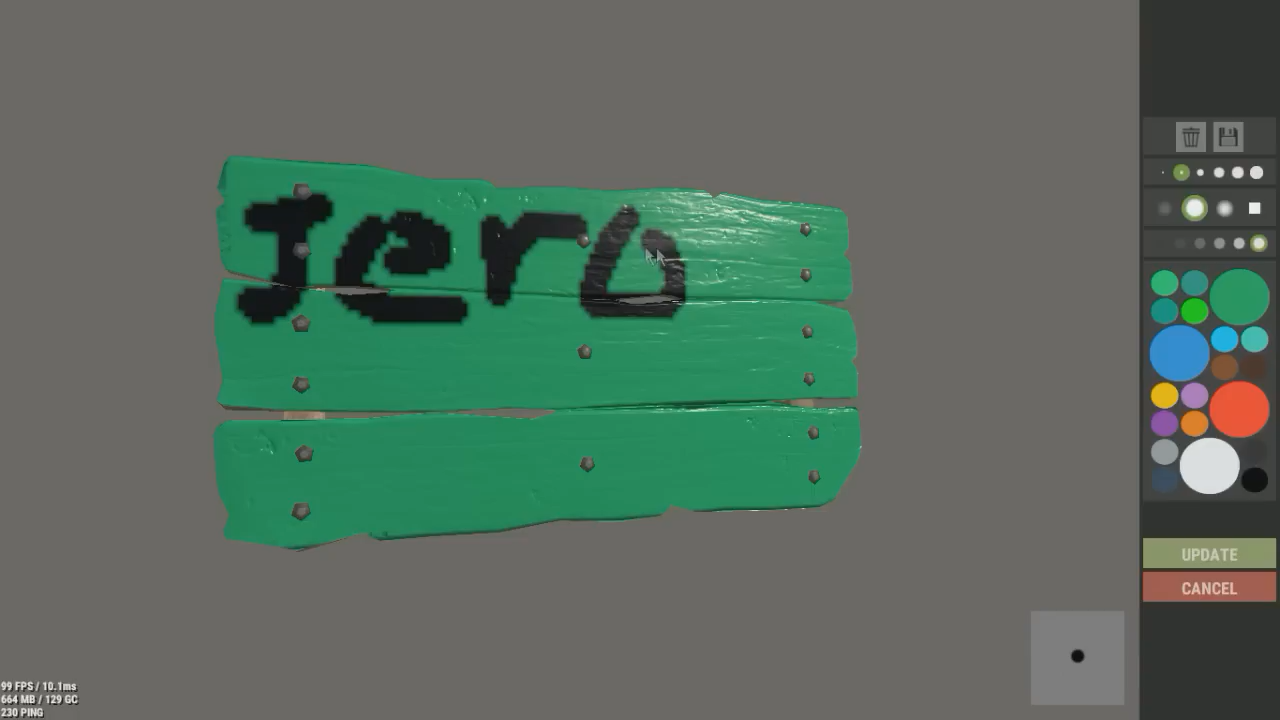 Jero
UPDATE
CANCEL
99 FPS / 10.1ms
664 MB / 129 GC
230 PING